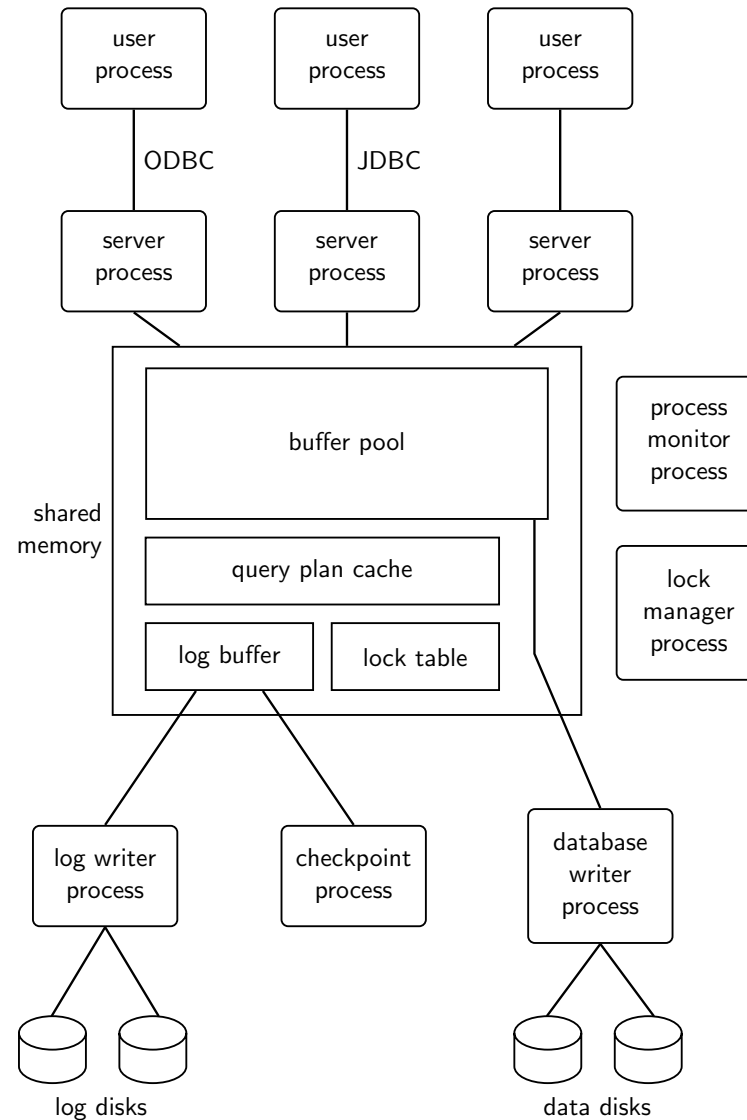 user
process
user
process
user
process
ODBC
JDBC
server
process
server
process
server
process
buffer pool
process
monitor
process
shared
memory
query plan cache
lock
manager
process
log buffer
lock table
log writer
process
checkpoint
process
database
writer
process
log disks
data disks